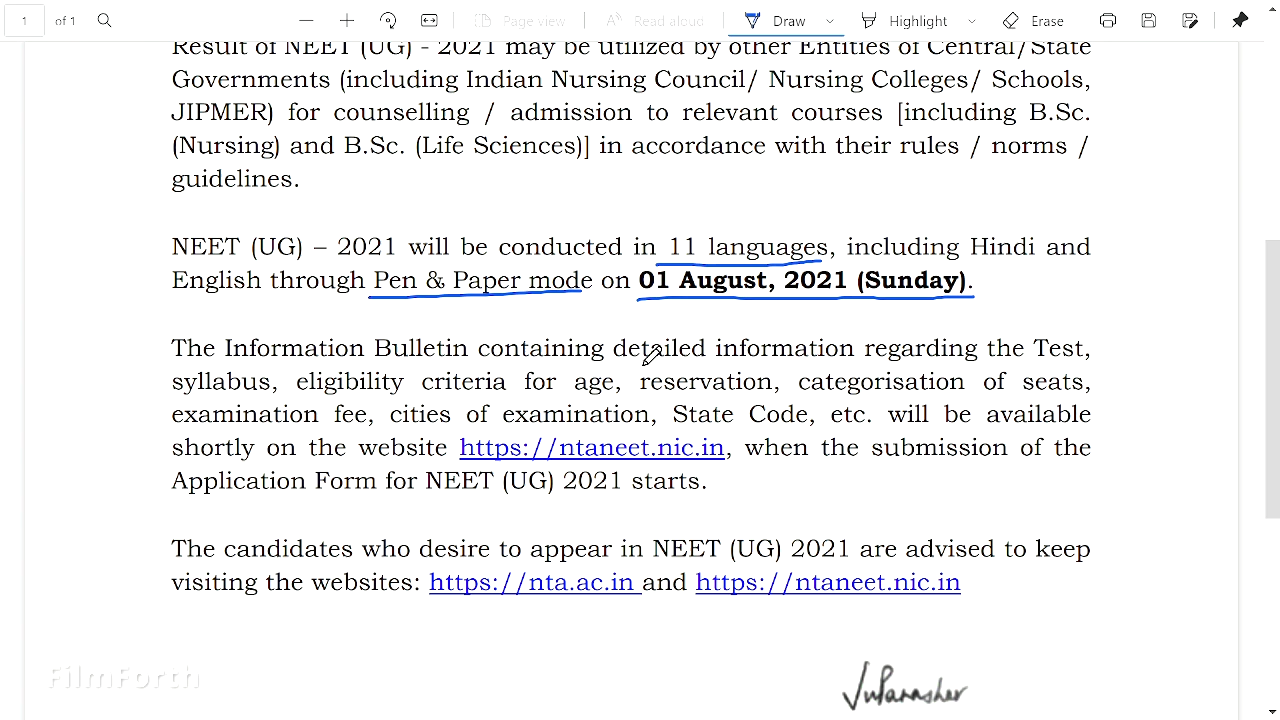 1 of 1 Page view Read aloud Draw Highlight Erase
Result of NEET (UG) - 2021 may be utilized by other Entities of Central/State
Governments (including Indian Nursing Council/ Nursing Colleges/ Schools,
JIPMER) for counselling / admission to relevant courses [including B.Sc.
(Nursing) and B.Sc. (Life Sciences)] in accordance with their rules / norms /
guidelines.
NEET (UG) – 2021 will be conducted in 11 languages, including Hindi and
English through Pen & Paper mode on 01 August, 2021 (Sunday).
The Information Bulletin containing detailed information regarding the Test,
syllabus, eligibility criteria for age, reservation, categorisation of seats,
examination fee, cities of examination, State Code, etc. will be available
shortly on the website https://ntaneet.nic.in, when the submission of the
Application Form for NEET (UG) 2021 starts.
The candidates who desire to appear in NEET (UG) 2021 are advised to keep
visiting the websites: https://nta.ac.in and https://ntaneet.nic.in
FilmForth